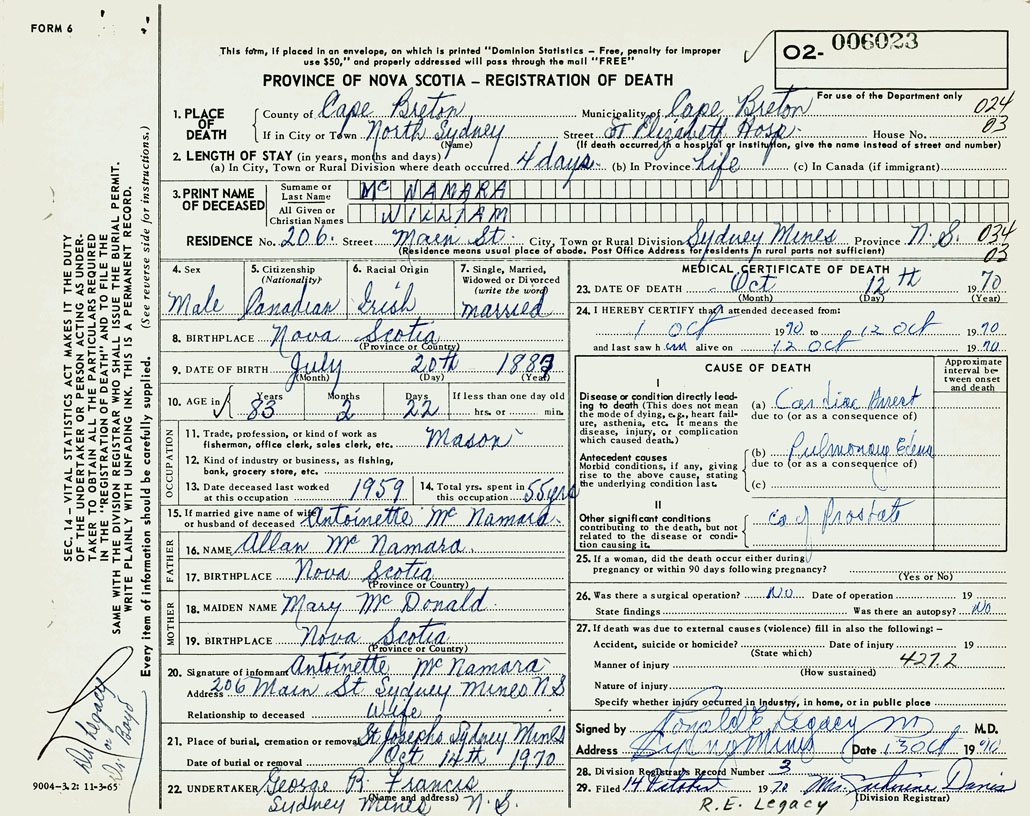 FORM 6
This form, if placed in an envelope, on which is printed "Dominion Statistics – Free, penalty for improper
use $50," and properly addressed will pass through the mail "FREE"
O2- 006023
For use of the Department only
PROVINCE OF NOVA SCOTIA – REGISTRATION OF DEATH
024
03
1. PLACE OF DEATH
County of Cape Breton Municipality of Cape Breton
If in City or Town North Sydney Street St Elizabeth Hosp. House No.
(Name) (If death occurred in a hospital or institution, give the name instead of street and number)
2. LENGTH OF STAY (in years, months and days)
(a) In City, Town or Rural Division where death occurred 4 days (b) In Province Life (c) In Canada (if immigrant)
3. PRINT NAME OF DECEASED
Surname or Last Name Mc NAMARA
All Given or Christian Names WILLIAM
RESIDENCE No. 206 Street Main St. City, Town or Rural Division Sydney Mines Province N.S. 034
(Residence means usual place of abode. Post Office Address for residents in rural parts not sufficient) 03
4. Sex Male
5. Citizenship (Nationality) Canadian
6. Racial Origin Irish
7. Single, Married, Widowed or Divorced (write the word) married
8. BIRTHPLACE Nova Scotia
(Province or Country)
9. DATE OF BIRTH July 20th 1887
(Month) (Day) (Year)
10. AGE in Years 83 Months 2 Days 22 If less than one day old
hrs. or min.
OCCUPATION
11. Trade, profession, or kind of work as
fisherman, office clerk, sales clerk, etc. Mason
12. Kind of industry or business, as fishing,
bank, grocery store, etc.
13. Date deceased last worked
at this occupation 1959
14. Total yrs. spent in
this occupation 55yrs
15. If married give name of wife
or husband of deceased Antoinette Mc Namara
FATHER
16. NAME Allan Mc Namara
17. BIRTHPLACE Nova Scotia
(Province or Country)
MOTHER
18. MAIDEN NAME Mary Mc Donald
19. BIRTHPLACE Nova Scotia
(Province or Country)
20. Signature of informant Antoinette Mc Namara
Address 206 Main St. Sydney Mines N S
Relationship to deceased Wife
21. Place of burial, cremation or removal St Josephs Sydney Mines
Date of burial or removal Oct 14th 1970
22. UNDERTAKER George R. Francis
(Name and address)
Sydney Mines N.S.
MEDICAL CERTIFICATE OF DEATH
23. DATE OF DEATH Oct 12th 1970
(Month) (Day) (Year)
24. I HEREBY CERTIFY that I attended deceased from:
1 Oct 1970 to 12 Oct 1970
and last saw him alive on 12 Oct 1970
CAUSE OF DEATH
Approximate interval between onset and death
I
Disease or condition directly leading to death (This does not mean
the mode of dying, e.g., heart failure, asthenia, etc. It means the
disease, injury, or complication which caused death.)
(a) Cardiac Arrest
due to (or as a consequence of)
Antecedent causes
Morbid conditions, if any, giving
rise to the above cause, stating
the underlying condition last.
(b) Pulmonary Edema
due to (or as a consequence of)
(c)
II
Other significant conditions
contributing to the death, but not
related to the disease or condition causing it.
ca of Prostate
25. If a woman, did the death occur either during
pregnancy or within 90 days following pregnancy?
(Yes or No)
26. Was there a surgical operation? No Date of operation 19
State findings Was there an autopsy? No
27. If death was due to external causes (violence) fill in also the following: –
Accident, suicide or homicide? Date of injury 19
(State which)
Manner of injury 427.2
(How sustained)
Nature of injury
Specify whether injury occurred in Industry, in home, or in public place
Signed by Ronald E Legacy M.D.
Address Sydney Mines Date 13 Oct 1970
28. Division Registrar's Record Number 3
29. Filed 14 October 1970 Mrs. Davis
(Division Registrar)
R.E. Legacy
SEC. 14 – VITAL STATISTICS ACT MAKES IT THE DUTY
OF THE UNDERTAKER OR PERSON ACTING AS UNDERTAKER TO OBTAIN ALL THE PARTICULARS REQUIRED
IN THE "REGISTRATION OF DEATH" AND TO FILE THE
SAME WITH THE DIVISION REGISTRAR WHO SHALL ISSUE THE BURIAL PERMIT.
WRITE PLAINLY WITH UNFADING INK. THIS IS A PERMANENT RECORD.
Every item of information should be carefully supplied. (See reverse side for instructions.)
Dr Legacy
or
Dr. Boyd
9004-3.2: 11-3-65